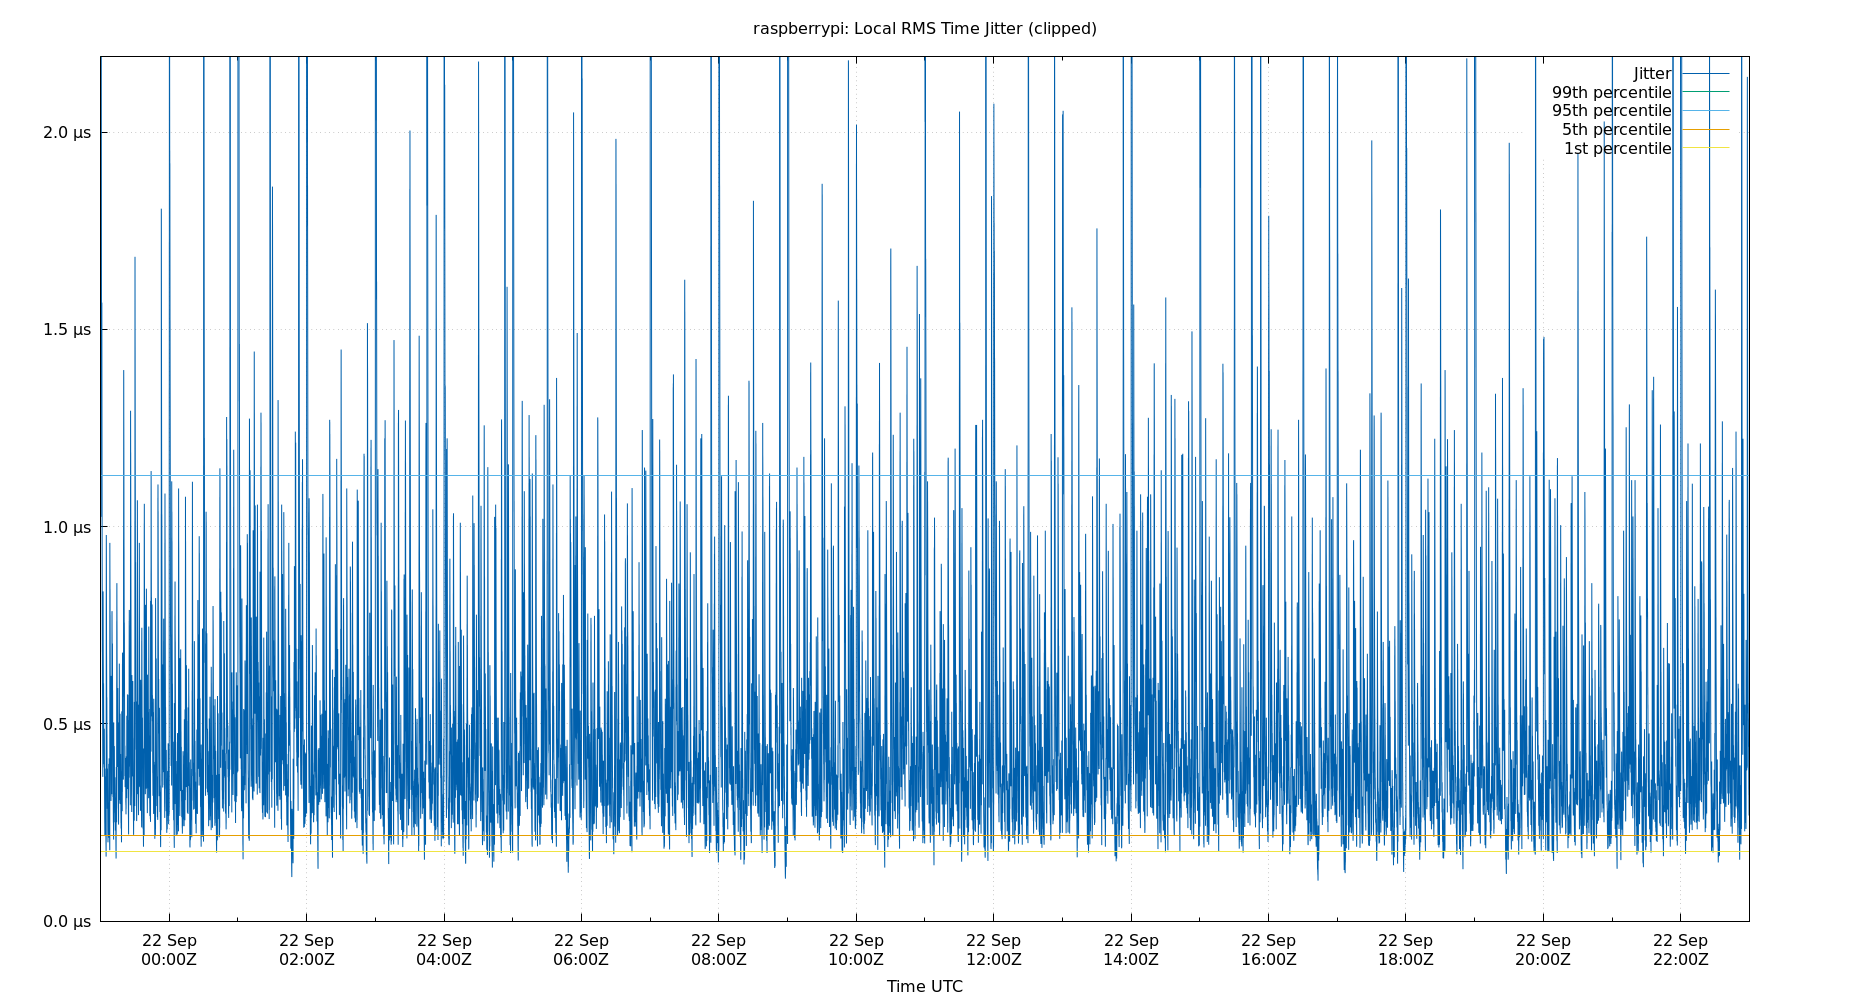 raspberrypi: Local RMS Time Jitter (clipped)
Jitter
99th percentile
95th percentile
5th percentile
1st percentile
2.0 µs
1.5 µs
1.0 µs
0.5 µs
0.0 µs
22 Sep 22 Sep 22 Sep 22 Sep 22 Sep 22 Sep 22 Sep 22 Sep 22 Sep 22 Sep 22 Sep 22 Sep
00:00Z 02:00Z 04:00Z 06:00Z 08:00Z 10:00Z 12:00Z 14:00Z 16:00Z 18:00Z 20:00Z 22:00Z
Time UTC